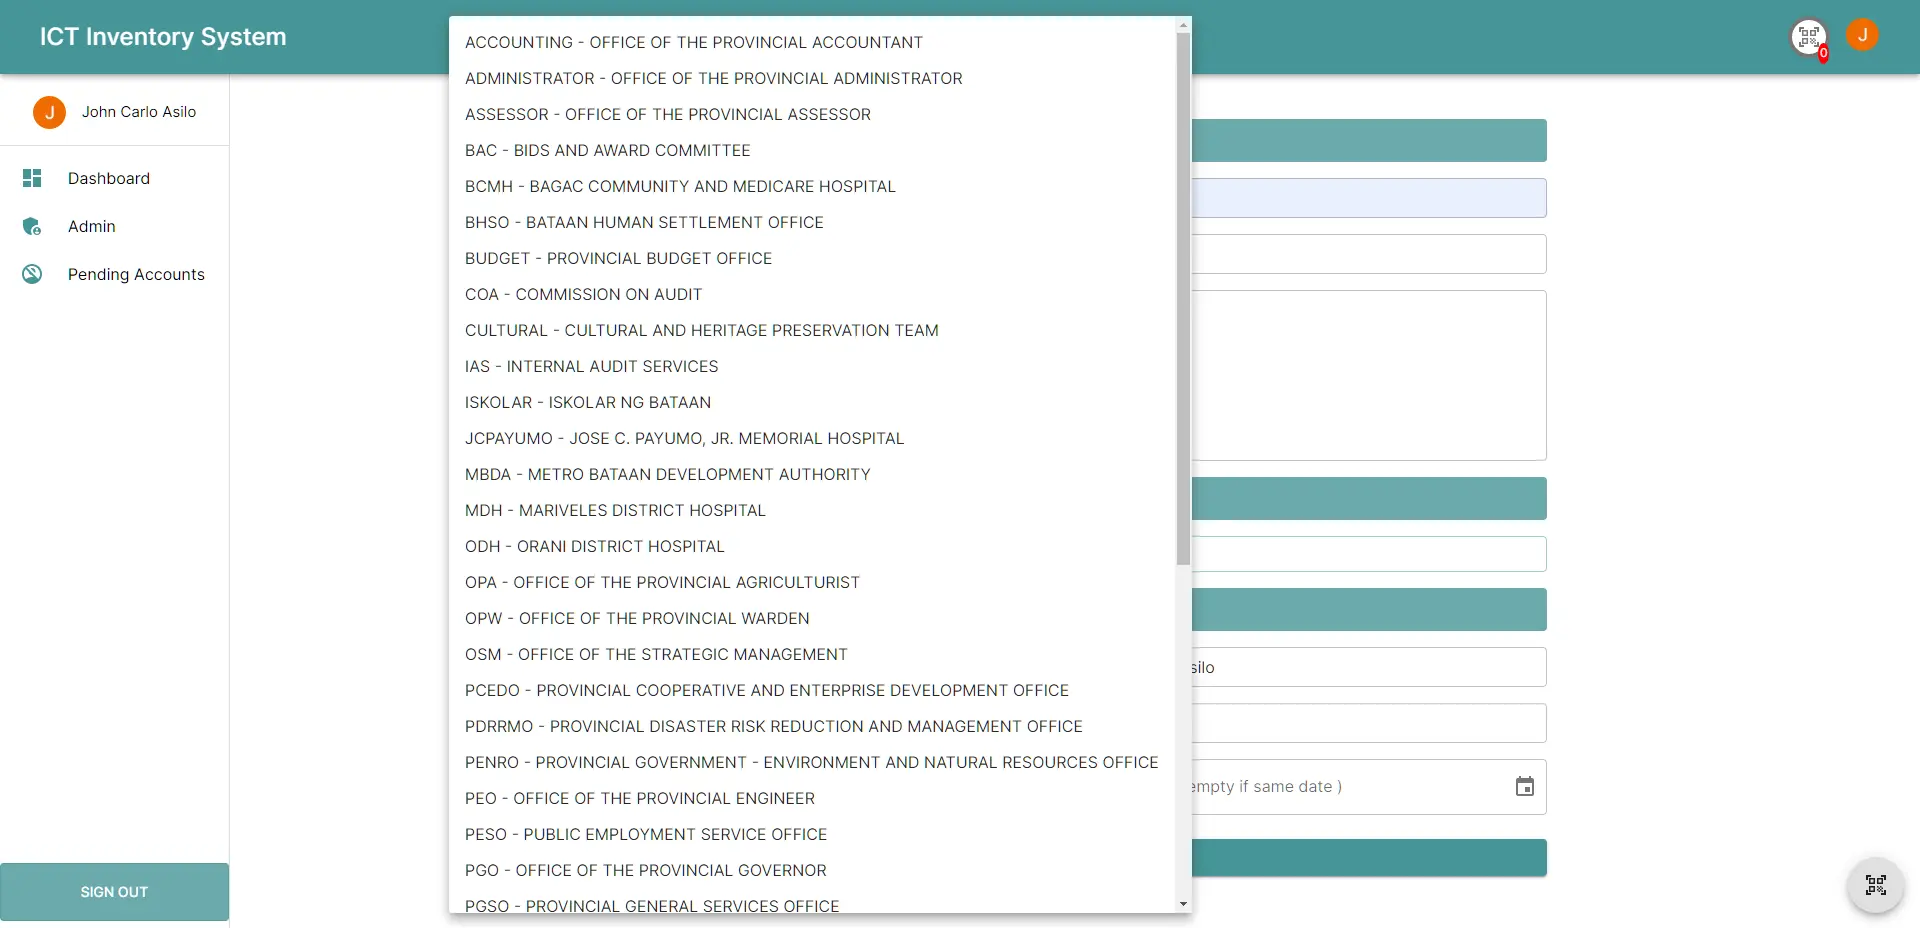 ICT Inventory System
J
0
J
John Carlo Asilo
Dashboard
Admin
Pending Accounts
SIGN OUT
ACCOUNTING - OFFICE OF THE PROVINCIAL ACCOUNTANT
ADMINISTRATOR - OFFICE OF THE PROVINCIAL ADMINISTRATOR
ASSESSOR - OFFICE OF THE PROVINCIAL ASSESSOR
BAC - BIDS AND AWARD COMMITTEE
BCMH - BAGAC COMMUNITY AND MEDICARE HOSPITAL
BHSO - BATAAN HUMAN SETTLEMENT OFFICE
BUDGET - PROVINCIAL BUDGET OFFICE
COA - COMMISSION ON AUDIT
CULTURAL - CULTURAL AND HERITAGE PRESERVATION TEAM
IAS - INTERNAL AUDIT SERVICES
ISKOLAR - ISKOLAR NG BATAAN
JCPAYUMO - JOSE C. PAYUMO, JR. MEMORIAL HOSPITAL
MBDA - METRO BATAAN DEVELOPMENT AUTHORITY
MDH - MARIVELES DISTRICT HOSPITAL
ODH - ORANI DISTRICT HOSPITAL
OPA - OFFICE OF THE PROVINCIAL AGRICULTURIST
OPW - OFFICE OF THE PROVINCIAL WARDEN
OSM - OFFICE OF THE STRATEGIC MANAGEMENT
PCEDO - PROVINCIAL COOPERATIVE AND ENTERPRISE DEVELOPMENT OFFICE
PDRRMO - PROVINCIAL DISASTER RISK REDUCTION AND MANAGEMENT OFFICE
PENRO - PROVINCIAL GOVERNMENT - ENVIRONMENT AND NATURAL RESOURCES OFFICE
PEO - OFFICE OF THE PROVINCIAL ENGINEER
PESO - PUBLIC EMPLOYMENT SERVICE OFFICE
PGO - OFFICE OF THE PROVINCIAL GOVERNOR
PGSO - PROVINCIAL GENERAL SERVICES OFFICE
silo
empty if same date )